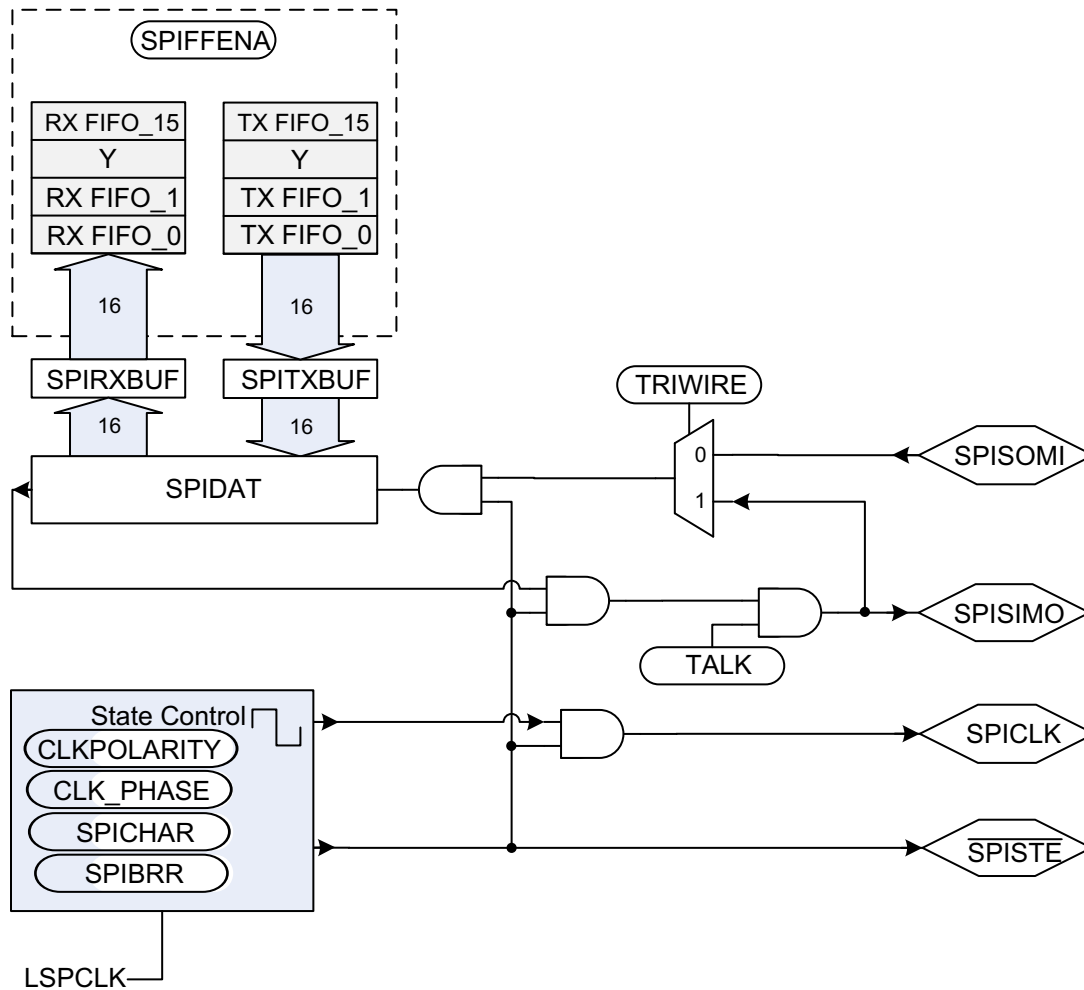 SPIFFENA
RX FIFO_15
Y
RX FIFO_1
RX FIFO_0
TX FIFO_15
Y
TX FIFO_1
TX FIFO_0
16
16
SPIRXBUF
SPITXBUF
16
16
SPIDAT
TRIWIRE
0
1
SPISOMI
SPISIMO
TALK
State Control
CLKPOLARITY
CLK_PHASE
SPICHAR
SPIBRR
SPICLK
SPISTE
LSPCLK